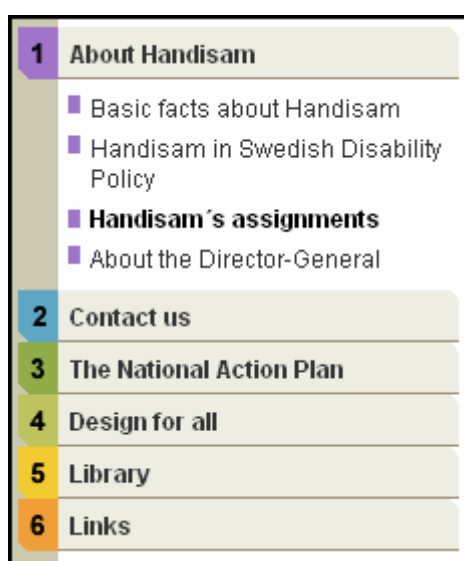 1 About Handisam
Basic facts about Handisam
Handisam in Swedish Disability
Policy
Handisam´s assignments
About the Director-General
2 Contact us
3 The National Action Plan
4 Design for all
5 Library
6 Links